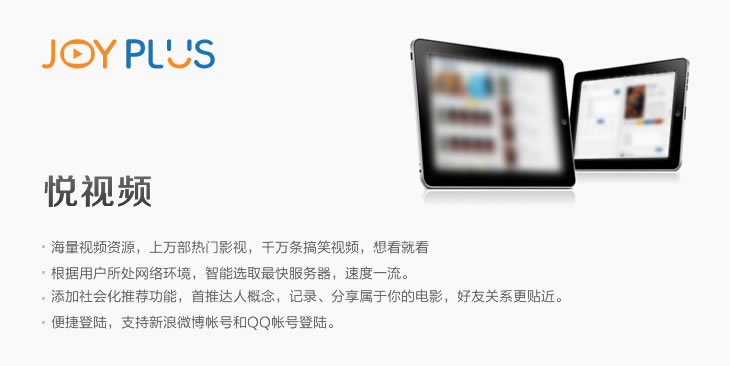 JOY PLUS
悦视频
海量视频资源，上万部热门影视，千万条搞笑视频，想看就看
根据用户所处网络环境，智能选取最快服务器，速度一流。
添加社会化推荐功能，首推达人概念，记录、分享属于你的电影，好友关系更贴近。
便捷登陆，支持新浪微博帐号和QQ帐号登陆。